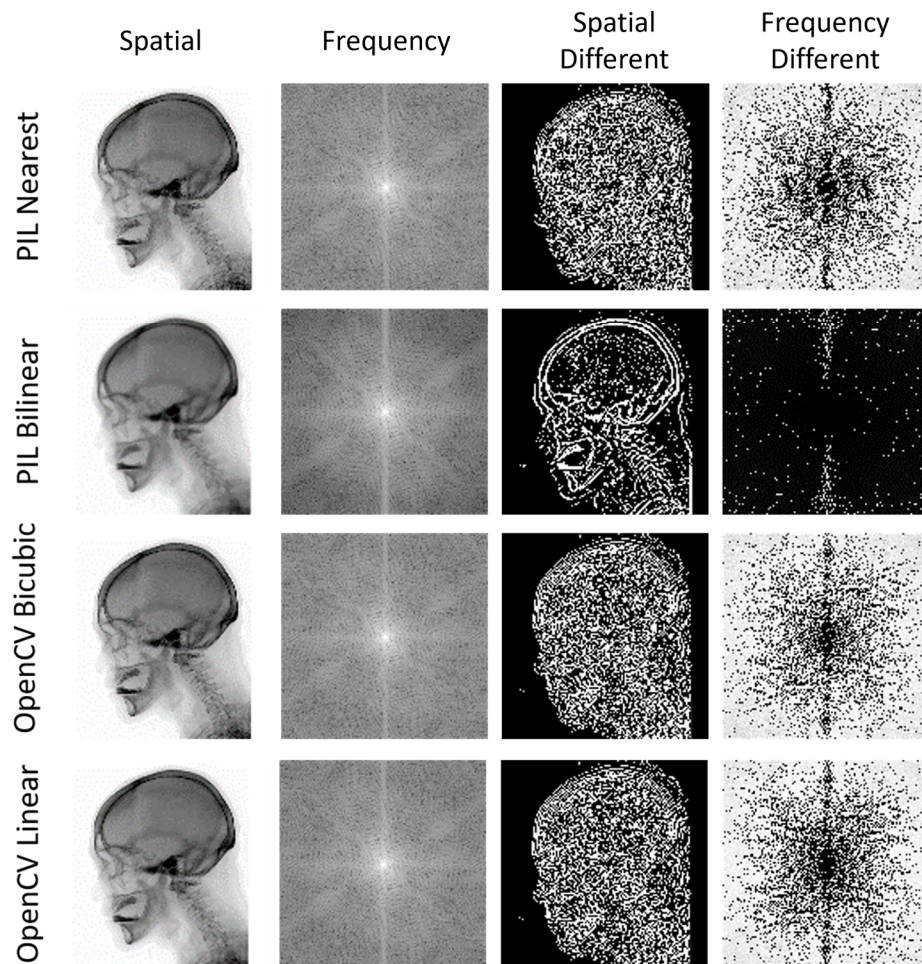 Spatial
Frequency
Spatial
Different
Frequency
Different
PIL Nearest
PIL Bilinear
OpenCV Bicubic
OpenCV Linear